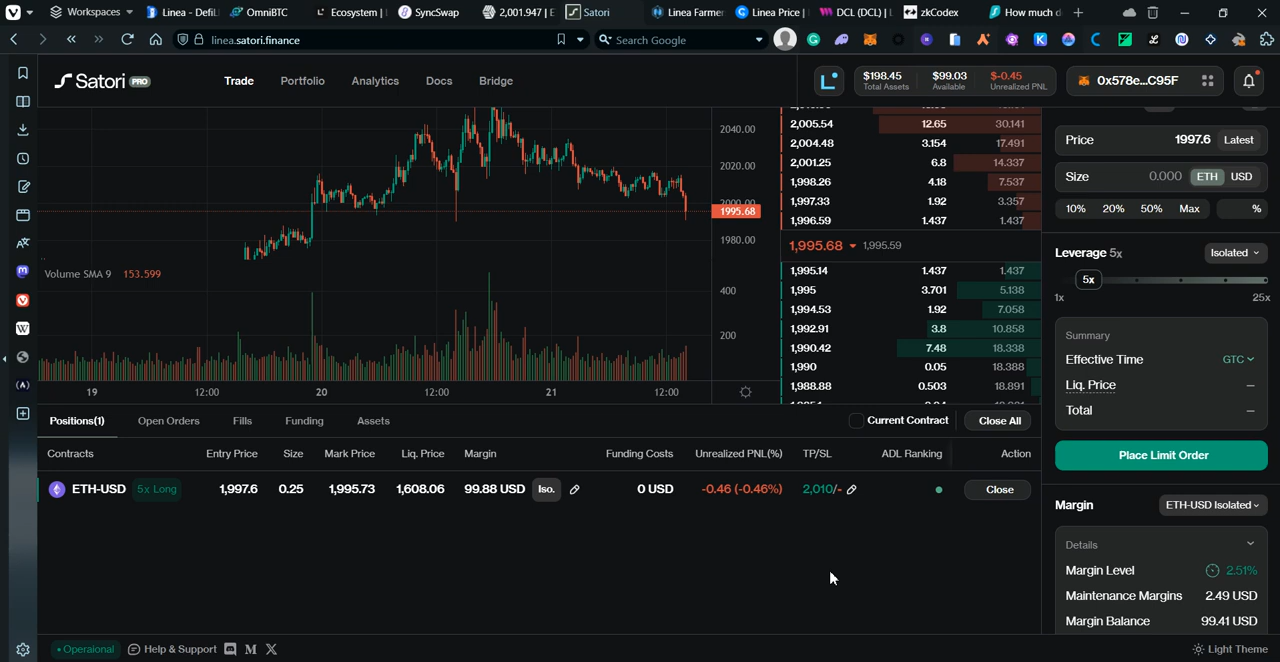 Workspaces
Linea - DefiL
OmniBTC
Ecosystem |
SyncSwap
2,001.947 | E
Satori
Linea Farmer
Linea Price |
DCL (DCL) | L
zkCodex
How much d
linea.satori.finance
Search Google
Satori PRO
Trade
Portfolio
Analytics
Docs
Bridge
$198.45
Total Assets
$99.03
Available
$-0.45
Unrealized PNL
0x578e...C95F
2040.00
2020.00
2000.00
1995.68
1980.00
Volume SMA 9 153.599
400
200
19
12:00
20
12:00
21
12:00
2,005.54 12.65 30.141
2,004.48 3.154 17.491
2,001.25 6.8 14.337
1,998.26 4.18 7.537
1,997.33 1.92 3.357
1,996.59 1.437 1.437
1,995.68 1,995.59
1,995.14 1.437 1.437
1,995 3.701 5.138
1,994.53 1.92 7.058
1,992.91 3.8 10.858
1,990.42 7.48 18.338
1,990 0.05 18.388
1,988.88 0.503 18.891
Price 1997.6 Latest
Size 0.000 ETH USD
10% 20% 50% Max %
Leverage 5x Isolated
5x
1x 25x
Summary
Effective Time GTC
Liq. Price –
Total –
Place Limit Order
Margin ETH-USD Isolated
Details
Margin Level 2.51%
Maintenance Margins 2.49 USD
Margin Balance 99.41 USD
Positions(1) Open Orders Fills Funding Assets Current Contract Close All
Contracts Entry Price Size Mark Price Liq. Price Margin Funding Costs Unrealized PNL(%) TP/SL ADL Ranking Action
ETH-USD 5x Long 1,997.6 0.25 1,995.73 1,608.06 99.88 USD Iso. 0 USD -0.46 (-0.46%) 2,010/- Close
Operaional Help & Support
Light Theme